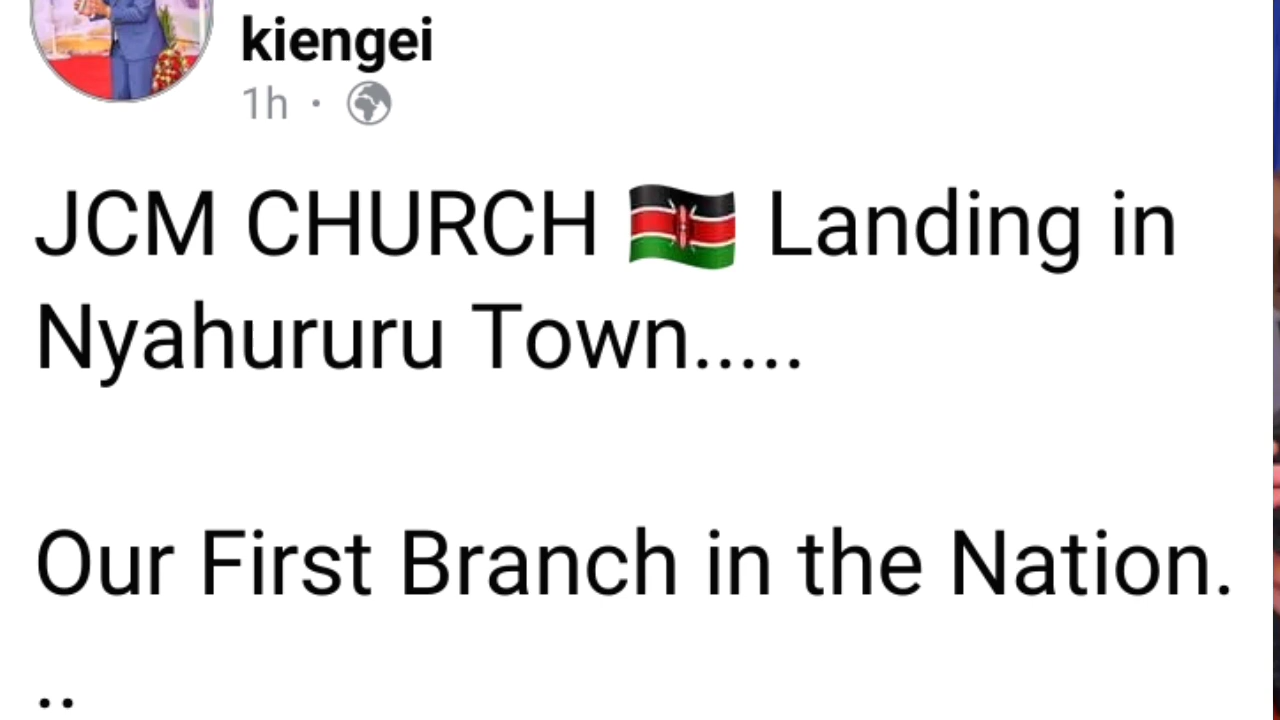 kiengei
1h ·
JCM CHURCH 🇰🇪 Landing in
Nyahururu Town.....
Our First Branch in the Nation.
..